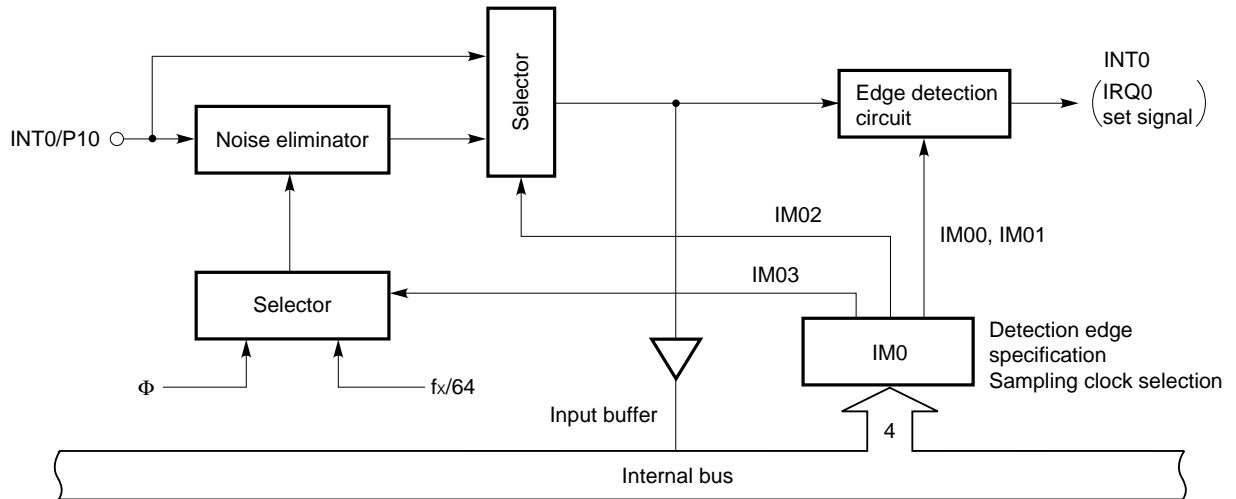 INT0
IRQ0
set signal
Selector
Edge detection
circuit
INT0/P10
Noise eliminator
IM02
IM00, IM01
IM03
Selector
IM0
Detection edge
specification
Sampling clock selection
Φ
fX/64
Input buffer
4
Internal bus